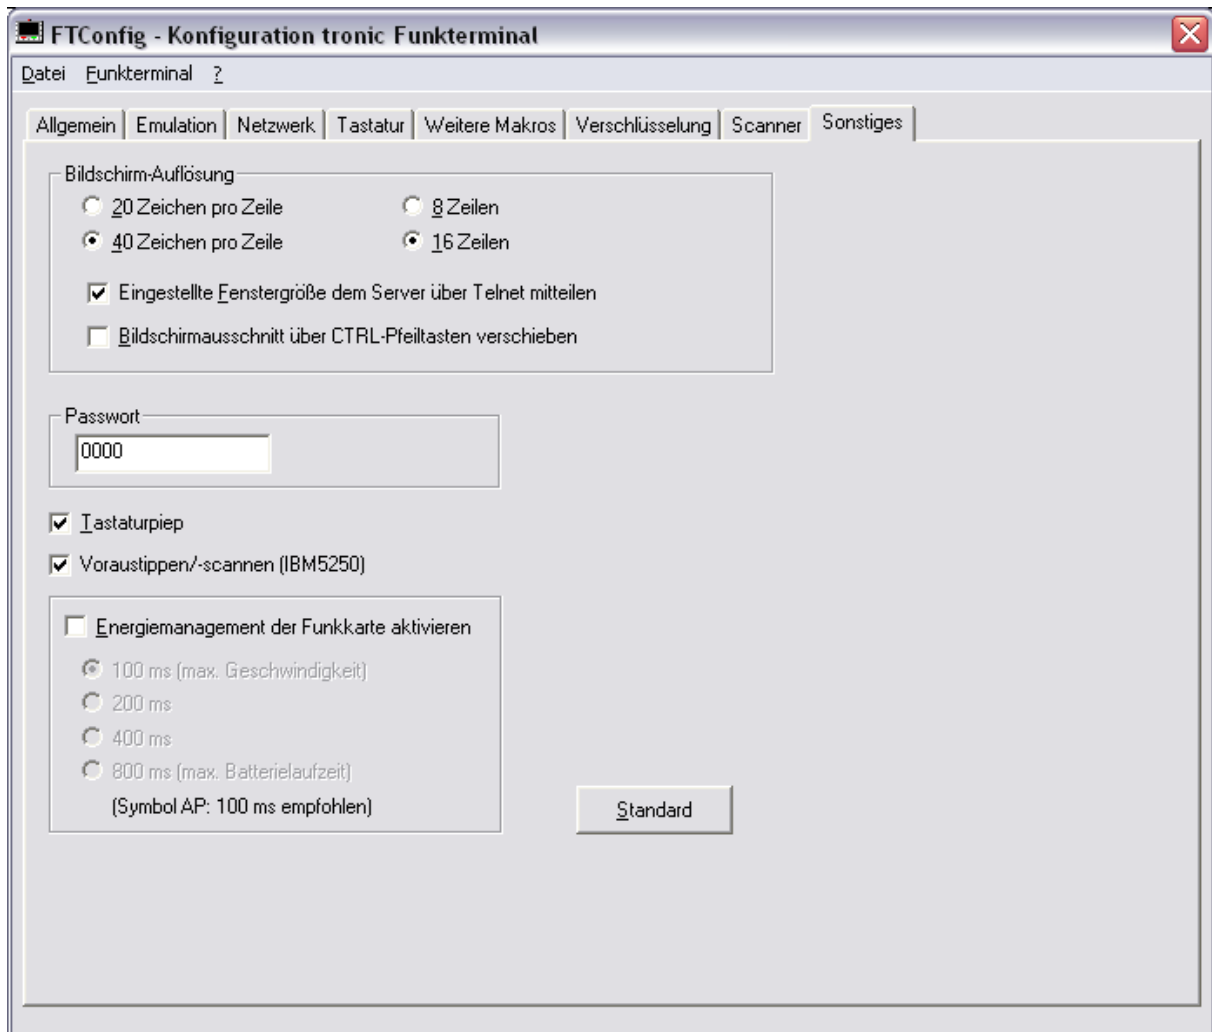 FTConfig - Konfiguration tronic Funkterminal
Datei Funkterminal ?
Allgemein Emulation Netzwerk Tastatur Weitere Makros Verschlüsselung Scanner Sonstiges
Bildschirm-Auflösung
20 Zeichen pro Zeile 8 Zeilen
40 Zeichen pro Zeile 16 Zeilen
Eingestellte Fenstergröße dem Server über Telnet mitteilen
Bildschirmausschnitt über CTRL-Pfeiltasten verschieben
Passwort
0000
Tastaturpiep
Voraustippen/-scannen (IBM5250)
Energiemanagement der Funkkarte aktivieren
100 ms (max. Geschwindigkeit)
200 ms
400 ms
800 ms (max. Batterielaufzeit)
(Symbol AP: 100 ms empfohlen)
Standard